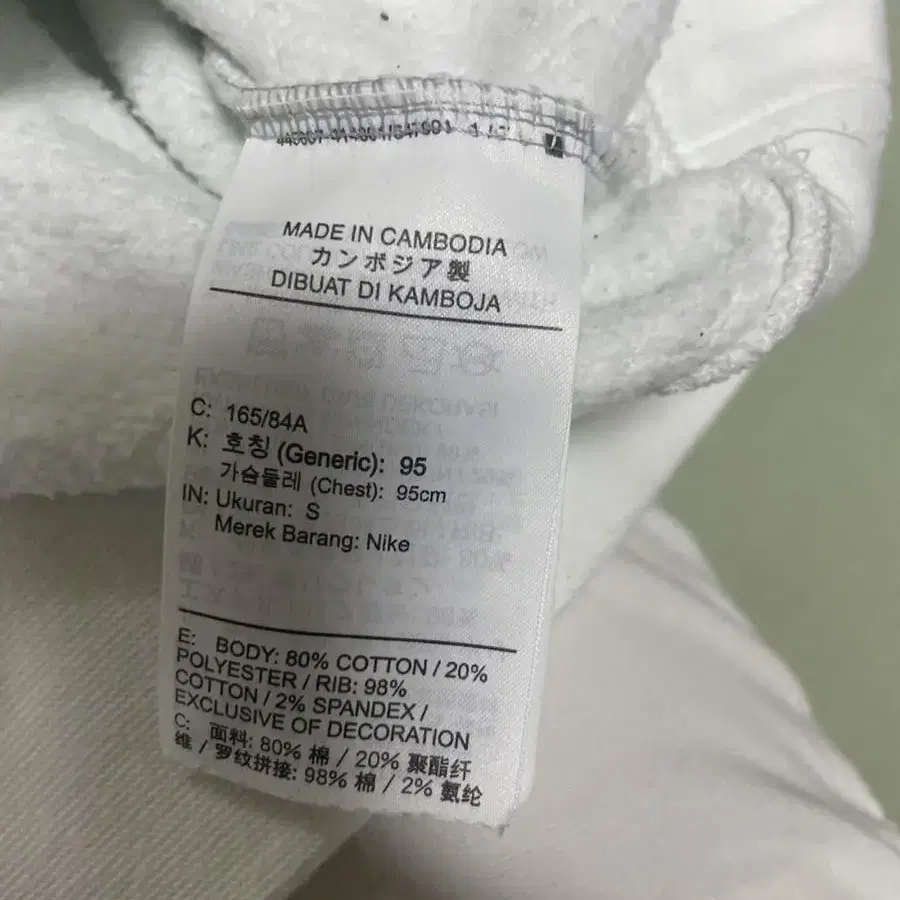 MADE IN CAMBODIA
カンボジア製
DIBUAT DI KAMBOJA
C: 165/84A
K: 호칭 (Generic): 95
가슴둘레 (Chest): 95cm
IN: Ukuran: S
Merek Barang: Nike
E: BODY: 80% COTTON / 20%
POLYESTER / RIB: 98%
COTTON / 2% SPANDEX /
EXCLUSIVE OF DECORATION
C: 面料: 80% 棉 / 20% 聚酯纤
维 / 罗纹拼接: 98% 棉 / 2% 氨纶